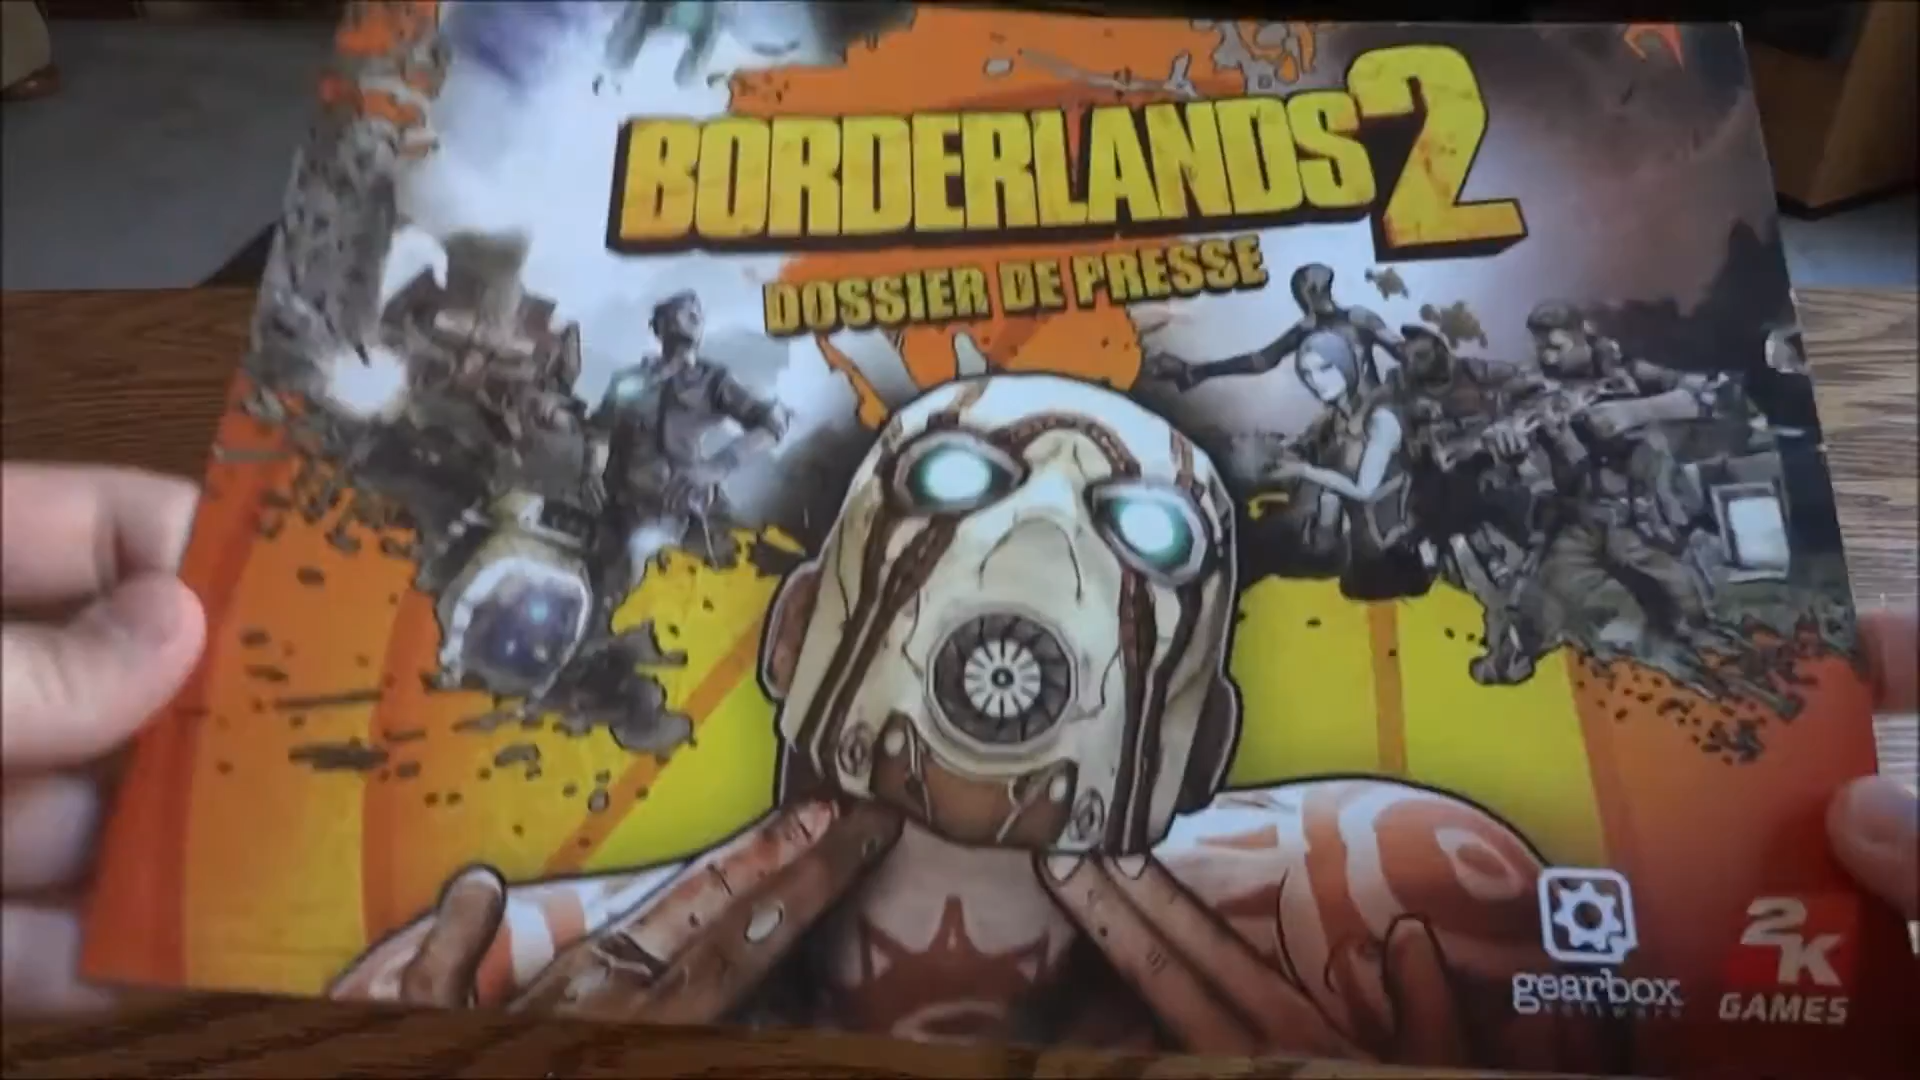 BORDERLANDS 2
DOSSIER DE PRESSE
gearbox
software
2K
GAMES